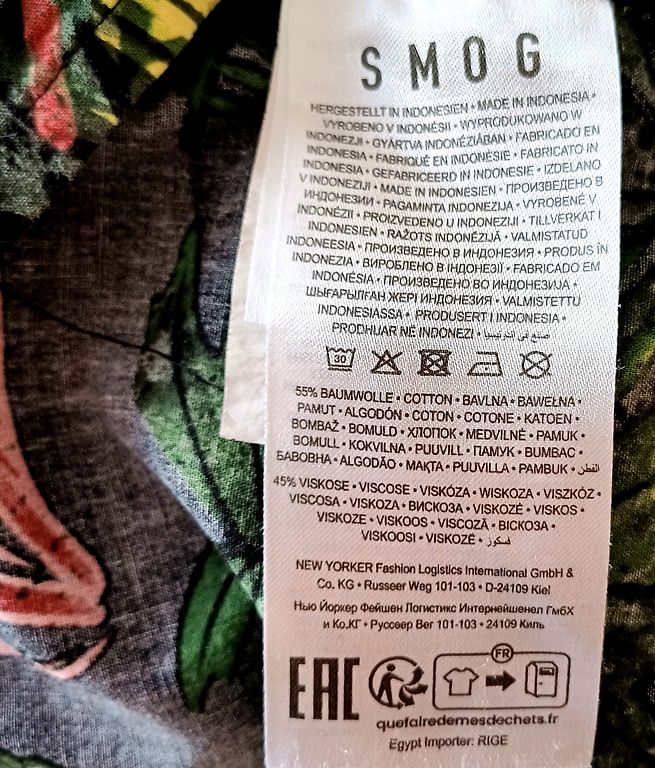 SMOG
HERGESTELLT IN INDONESIEN • MADE IN INDONESIA •
VYROBENO V INDONÉSII • WYPRODUKOWANO W
INDONEZJI • GYÁRTVA INDONÉZIÁBAN • FABRICADO EN
INDONESIA • FABRIQUÉ EN INDONÉSIE • FABRICATO IN
INDONESIA • GEFABRICEERD IN INDONESIE • IZDELANO
V INDONEZIJI • MADE IN INDONESIEN • ПРОИЗВЕДЕНО В
ИНДОНЕЗИИ • PAGAMINTA INDONEZIJA • VYROBENÉ V
INDONÉZII • PROIZVEDENO U INDONEZIJI • TILLVERKAT I
INDONESIEN • RAŽOTS INDONĒZIJĀ • VALMISTATUD
INDONEESIA • ПРОИЗВЕДЕНО В ИНДОНЕЗИЯ • PRODUS ÎN
INDONEZIA • ВИРОБЛЕНО В ІНДОНЕЗІЇ • FABRICADO EM
INDONÉSIA • ПРОИЗВЕДЕНО ВО ИНДОНЕЗИЈА •
ШЫҒАРЫЛҒАН ЖЕРІ ИНДОНЕЗИЯ • VALMISTETTU
INDONESIASSA • PRODUSERT I INDONESIA •
PRODHUAR NË INDONEZI • صنع في اندونيسيا
30
55% BAUMWOLLE • COTTON • BAVLNA • BAWEŁNA •
PAMUT • ALGODÓN • COTON • COTONE • KATOEN •
BOMBAŽ • BOMULD • ХЛОПОК • MEDVILNĖ • PAMUK •
BOMULL • KOKVILNA • PUUVILL • ПАМУК • BUMBAC •
БАВОВНА • ALGODÃO • МАҚТА • PUUVILLA • PAMBUK • القطن
45% VISKOSE • VISCOSE • VISKÓZA • WISKOZA • VISZKÓZ •
VISCOSA • VISKOZA • ВИСКОЗА • VISKOZĖ • VISKOS •
VISKOZE • VISKOOS • VISCOZĂ • ВІСКОЗА •
VISKOOSI • VISKOZË • فسكوز
NEW YORKER Fashion Logistics International GmbH &
Co. KG • Russeer Weg 101-103 • D-24109 Kiel
Нью Йоркер Фейшен Логистикс Интернейшенел ГмбХ
и Ко.КГ • Руссеер Вег 101-103 • 24109 Киль
EAC
FR
quefairedemesdechets.fr
Egypt Importer: RIGE